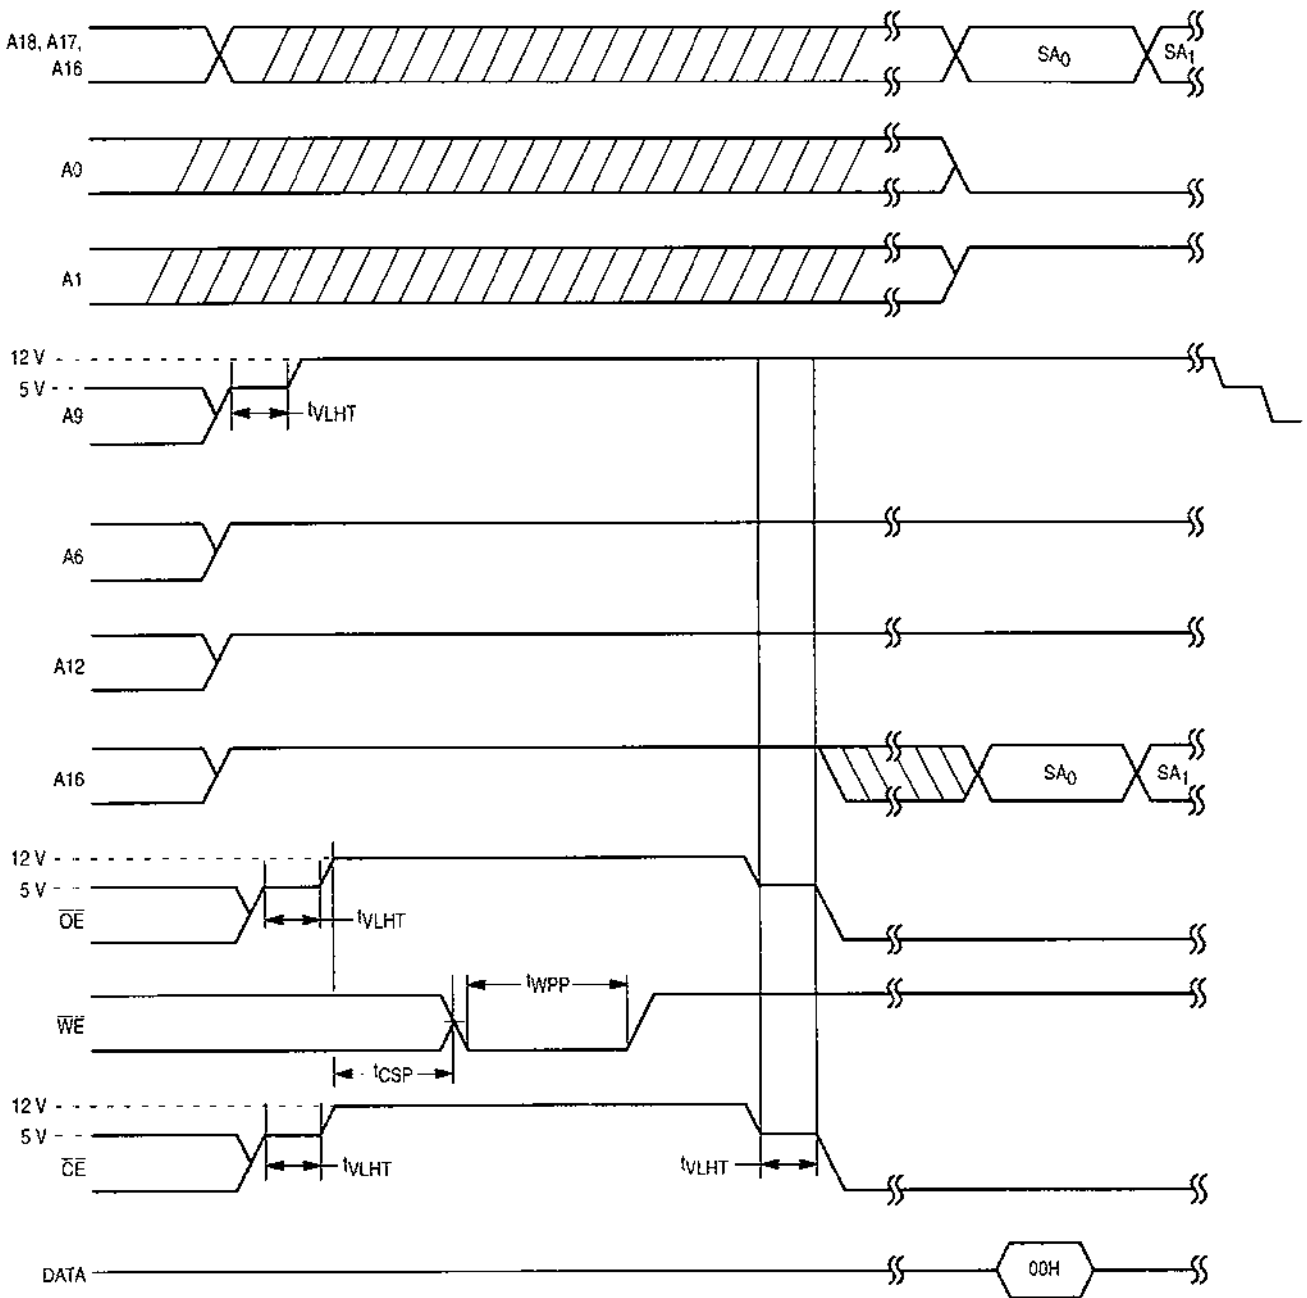 A18, A17,
A16
SA0
SA1
A0
A1
12 V
5 V
A9
tVLHT
A6
A12
A16
SA0
SA1
12 V
5 V
OE
tVLHT
WE
tWPP
tCSP
12 V
5 V
CE
tVLHT
tVLHT
DATA
00H